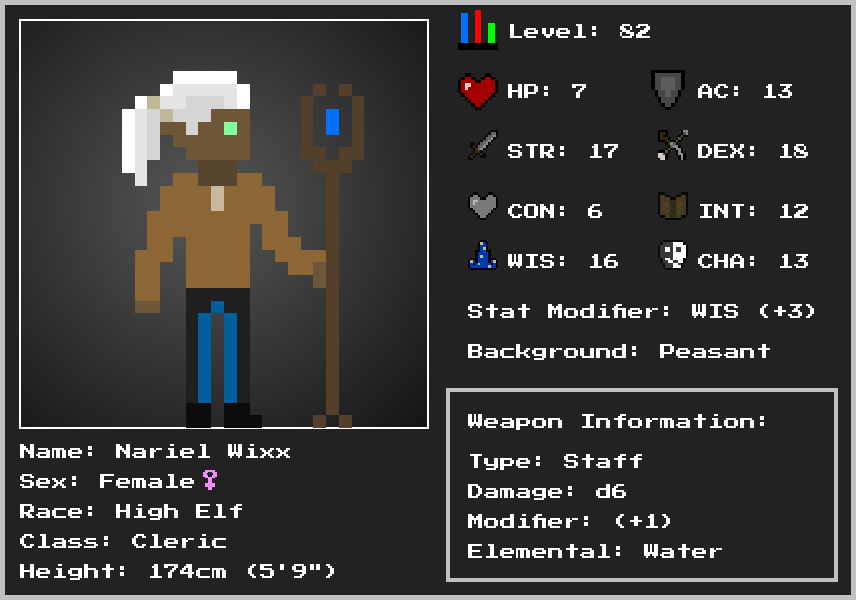 Level: 82
HP: 7 AC: 13
STR: 17 DEX: 18
CON: 6 INT: 12
WIS: 16 CHA: 13
Stat Modifier: WIS (+3)
Background: Peasant
Weapon Information:
Type: Staff
Damage: d6
Modifier: (+1)
Elemental: Water
Name: Nariel Wixx
Sex: Female♀
Race: High Elf
Class: Cleric
Height: 174cm (5'9")